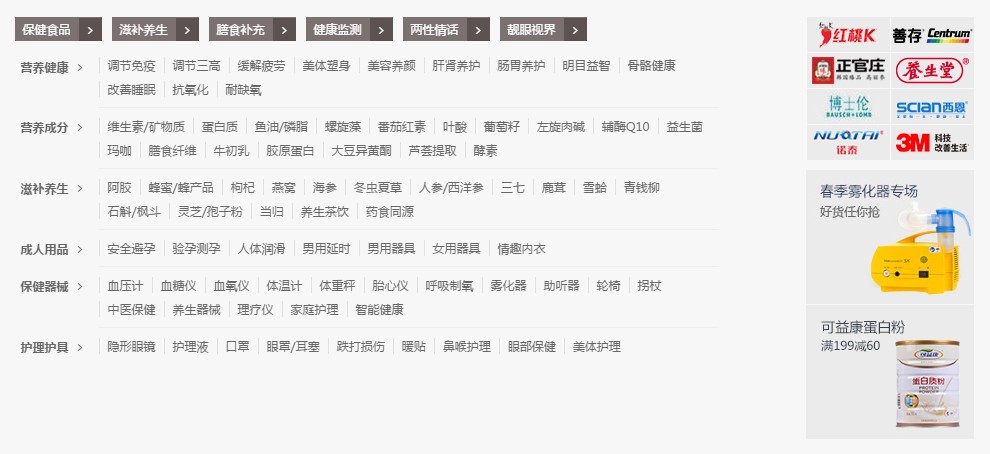 保健食品 > 滋补养生 > 膳食补充 > 健康监测 > 两性情话 > 靓眼视界 >
营养健康 > 调节免疫 调节三高 缓解疲劳 美体塑身 美容养颜 肝肾养护 肠胃养护 明目益智 骨骼健康
改善睡眠 抗氧化 耐缺氧
营养成分 > 维生素/矿物质 蛋白质 鱼油/磷脂 螺旋藻 番茄红素 叶酸 葡萄籽 左旋肉碱 辅酶Q10 益生菌
玛咖 膳食纤维 牛初乳 胶原蛋白 大豆异黄酮 芦荟提取 酵素
滋补养生 > 阿胶 蜂蜜/蜂产品 枸杞 燕窝 海参 冬虫夏草 人参/西洋参 三七 鹿茸 雪蛤 青钱柳
石斛/枫斗 灵芝/孢子粉 当归 养生茶饮 药食同源
成人用品 > 安全避孕 验孕测孕 人体润滑 男用延时 男用器具 女用器具 情趣内衣
保健器械 > 血压计 血糖仪 血氧仪 体温计 体重秤 胎心仪 呼吸制氧 雾化器 助听器 轮椅 拐杖
中医保健 养生器械 理疗仪 家庭护理 智能健康
护理护具 > 隐形眼镜 护理液 口罩 眼罩/耳塞 跌打损伤 暖贴 鼻喉护理 眼部保健 美体护理
红桃K 善存 Centrum
正官庄 养生堂®
博士伦
BAUSCH+LOMB
SCIAN西恩
NUOTAI
诺泰
3M 科技
改善生活
春季雾化器专场
好货任你抢
可益康蛋白粉
满199减60
可益康
蛋白质粉
PROTEIN
POWDER